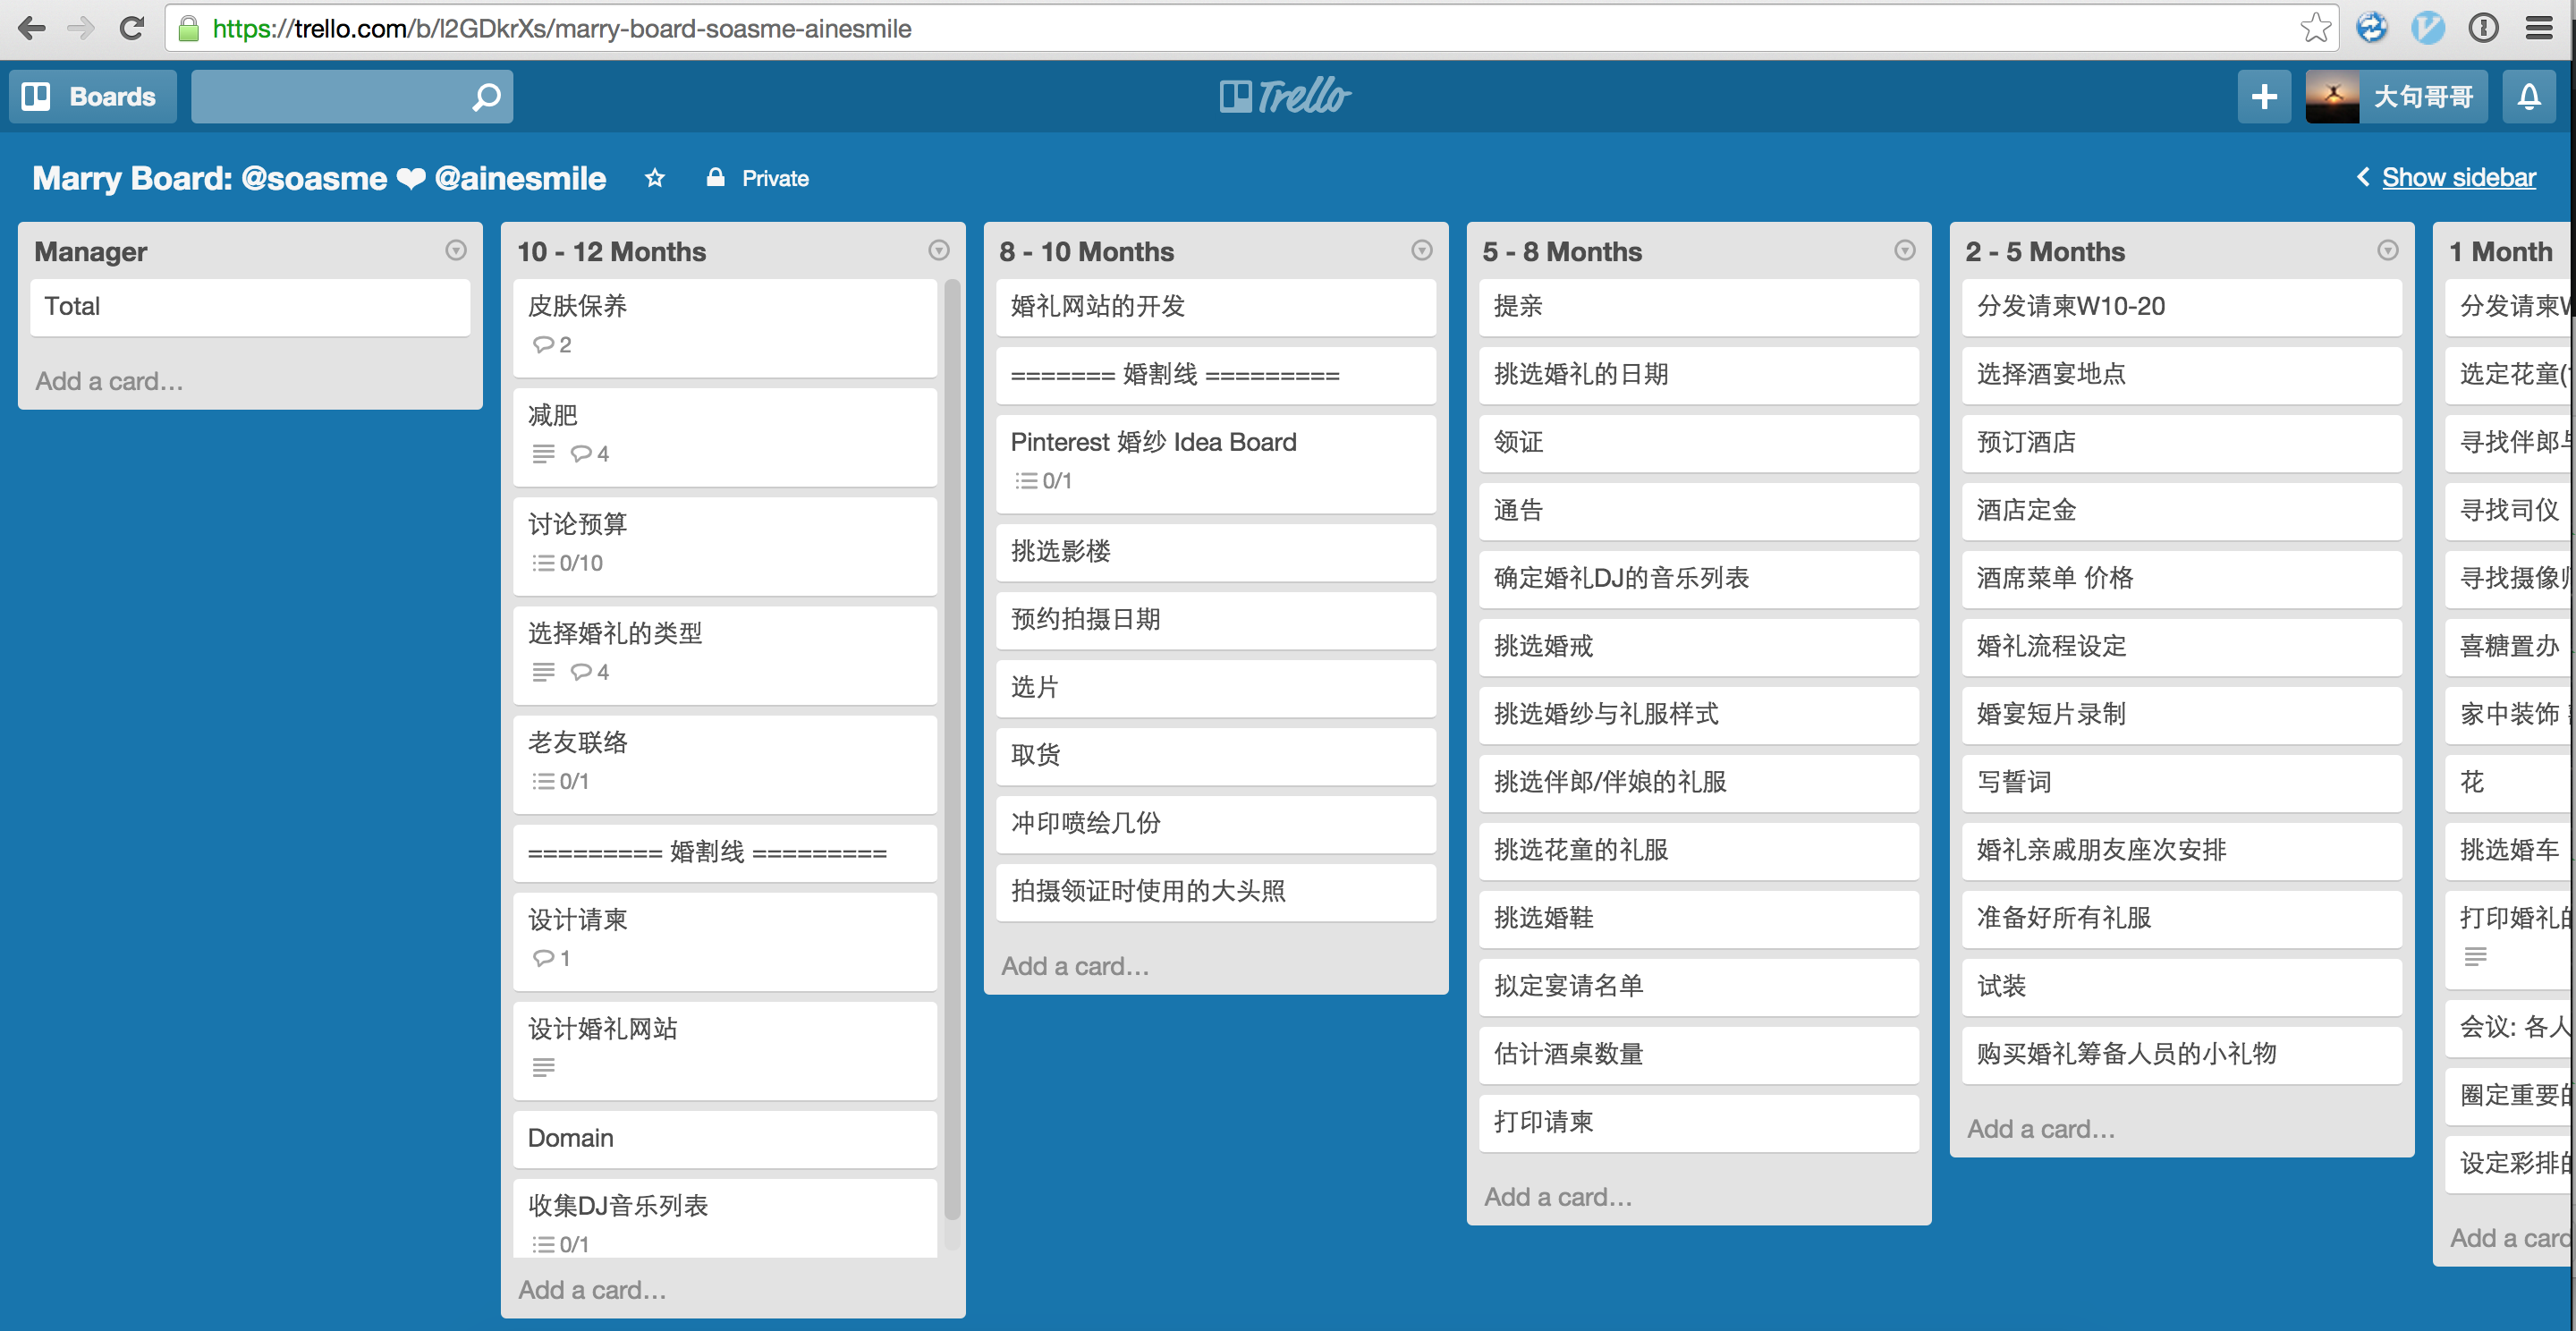 https://trello.com/b/l2GDkrXs/marry-board-soasme-ainesmile
Boards
Trello
大句哥哥
Marry Board: @soasme ❤ @ainesmile
Private
Show sidebar
Manager
Total
Add a card…
10 - 12 Months
皮肤保养
2
减肥
4
讨论预算
0/10
选择婚礼的类型
4
老友联络
0/1
========= 婚割线 =========
设计请柬
1
设计婚礼网站
Domain
收集DJ音乐列表
0/1
Add a card…
8 - 10 Months
婚礼网站的开发
======= 婚割线 =========
Pinterest 婚纱 Idea Board
0/1
挑选影楼
预约拍摄日期
选片
取货
冲印喷绘几份
拍摄领证时使用的大头照
Add a card…
5 - 8 Months
提亲
挑选婚礼的日期
领证
通告
确定婚礼DJ的音乐列表
挑选婚戒
挑选婚纱与礼服样式
挑选伴郎/伴娘的礼服
挑选花童的礼服
挑选婚鞋
拟定宴请名单
估计酒桌数量
打印请柬
Add a card…
2 - 5 Months
分发请柬W10-20
选择酒宴地点
预订酒店
酒店定金
酒席菜单 价格
婚礼流程设定
婚宴短片录制
写誓词
婚礼亲戚朋友座次安排
准备好所有礼服
试装
购买婚礼筹备人员的小礼物
Add a card…
1 Month
分发请柬
选定花童(
寻找伴郎
寻找司仪
寻找摄像
喜糖置办
家中装饰
花
挑选婚车
打印婚礼
会议: 各人
圈定重要
设定彩排
Add a card